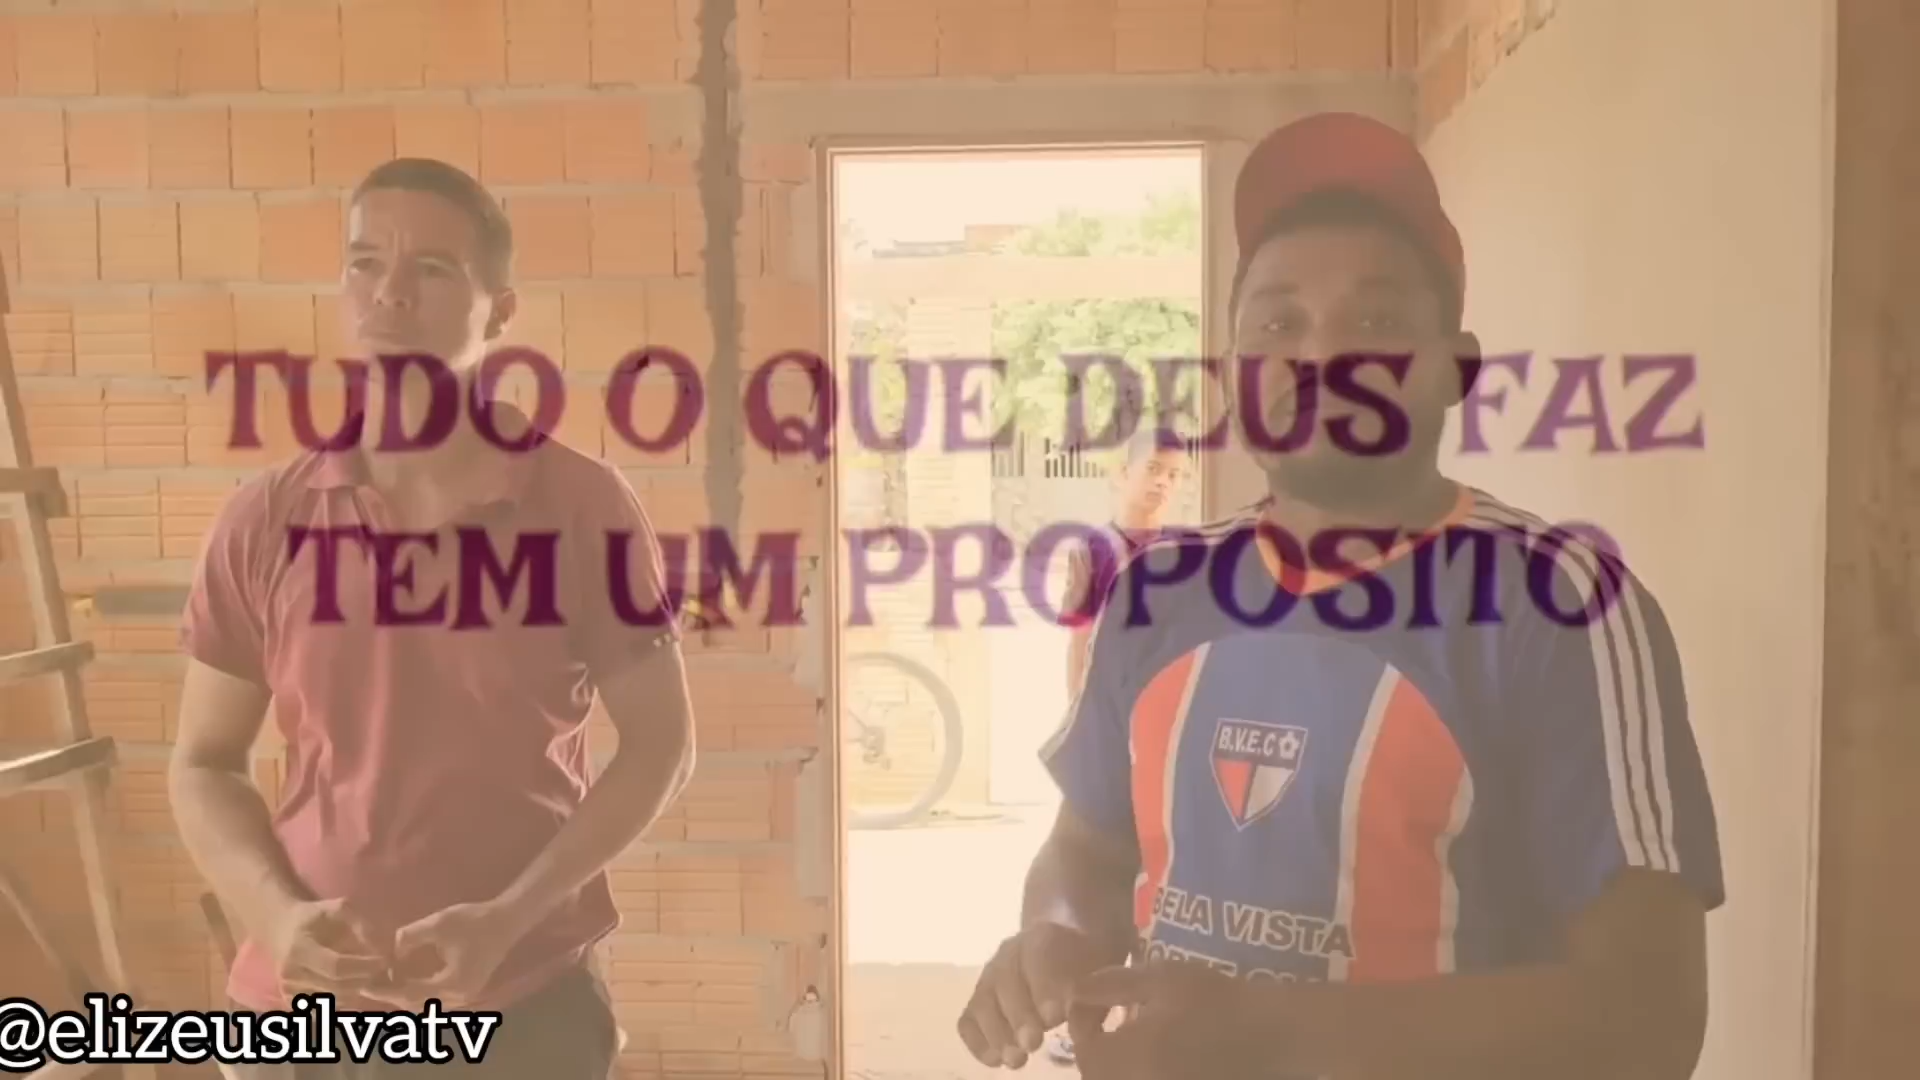 TUDO O QUE DEUS FAZ
TEM UM PROPOSITO
B.V.E.C
BELA VISTA
@elizeusilvatv